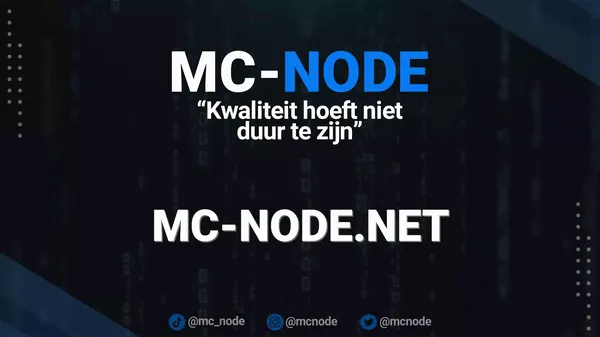 MC-NODE
“Kwaliteit hoeft niet
duur te zijn”
MC-NODE.NET
@mc_node @mcnode @mcnode